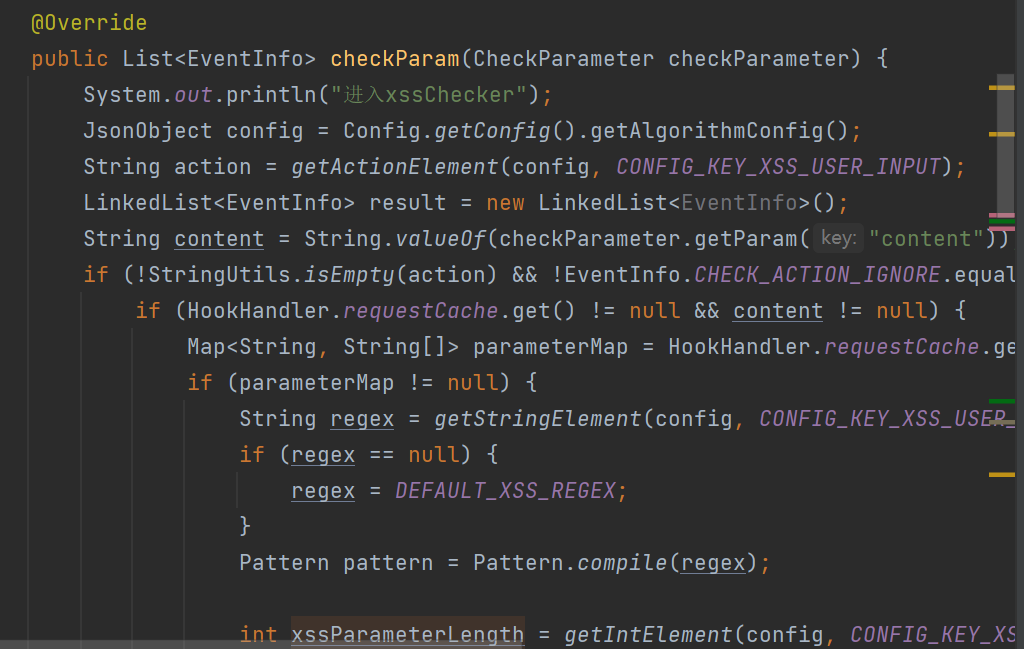 @Override
public List<EventInfo> checkParam(CheckParameter checkParameter) {
System.out.println("进入xssChecker");
JsonObject config = Config.getConfig().getAlgorithmConfig();
String action = getActionElement(config, CONFIG_KEY_XSS_USER_INPUT);
LinkedList<EventInfo> result = new LinkedList<EventInfo>();
String content = String.valueOf(checkParameter.getParam( key: "content"))
if (!StringUtils.isEmpty(action) && !EventInfo.CHECK_ACTION_IGNORE.equal
if (HookHandler.requestCache.get() != null && content != null) {
Map<String, String[]> parameterMap = HookHandler.requestCache.ge
if (parameterMap != null) {
String regex = getStringElement(config, CONFIG_KEY_XSS_USER_
if (regex == null) {
regex = DEFAULT_XSS_REGEX;
}
Pattern pattern = Pattern.compile(regex);
int xssParameterLength = getIntElement(config, CONFIG_KEY_XS